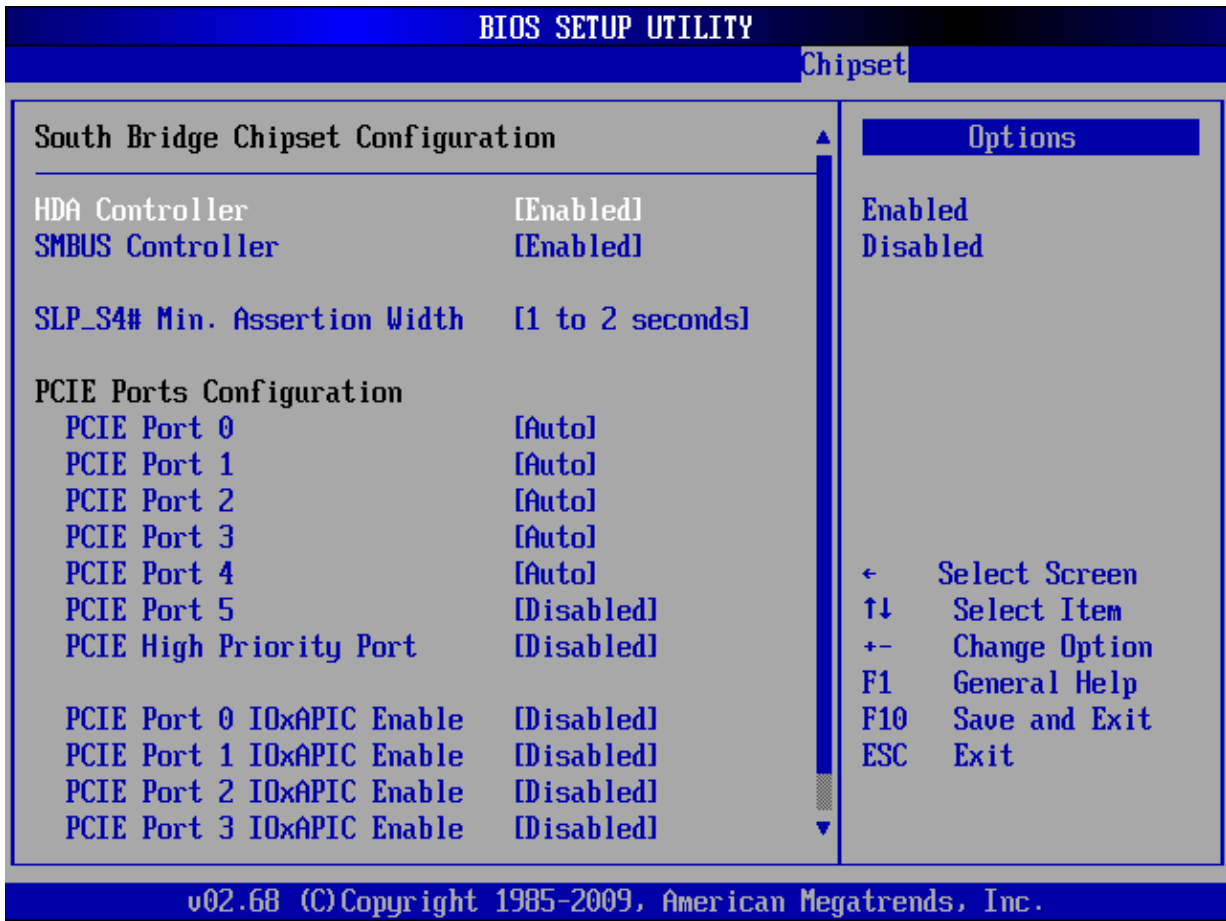 BIOS SETUP UTILITY
Chipset
South Bridge Chipset Configuration
HDA Controller [Enabled]
SMBUS Controller [Enabled]
SLP_S4# Min. Assertion Width [1 to 2 seconds]
PCIE Ports Configuration
PCIE Port 0 [Auto]
PCIE Port 1 [Auto]
PCIE Port 2 [Auto]
PCIE Port 3 [Auto]
PCIE Port 4 [Auto]
PCIE Port 5 [Disabled]
PCIE High Priority Port [Disabled]
PCIE Port 0 IOxAPIC Enable [Disabled]
PCIE Port 1 IOxAPIC Enable [Disabled]
PCIE Port 2 IOxAPIC Enable [Disabled]
PCIE Port 3 IOxAPIC Enable [Disabled]
Options
Enabled
Disabled
← Select Screen
↑↓ Select Item
+- Change Option
F1 General Help
F10 Save and Exit
ESC Exit
v02.68 (C)Copyright 1985-2009, American Megatrends, Inc.